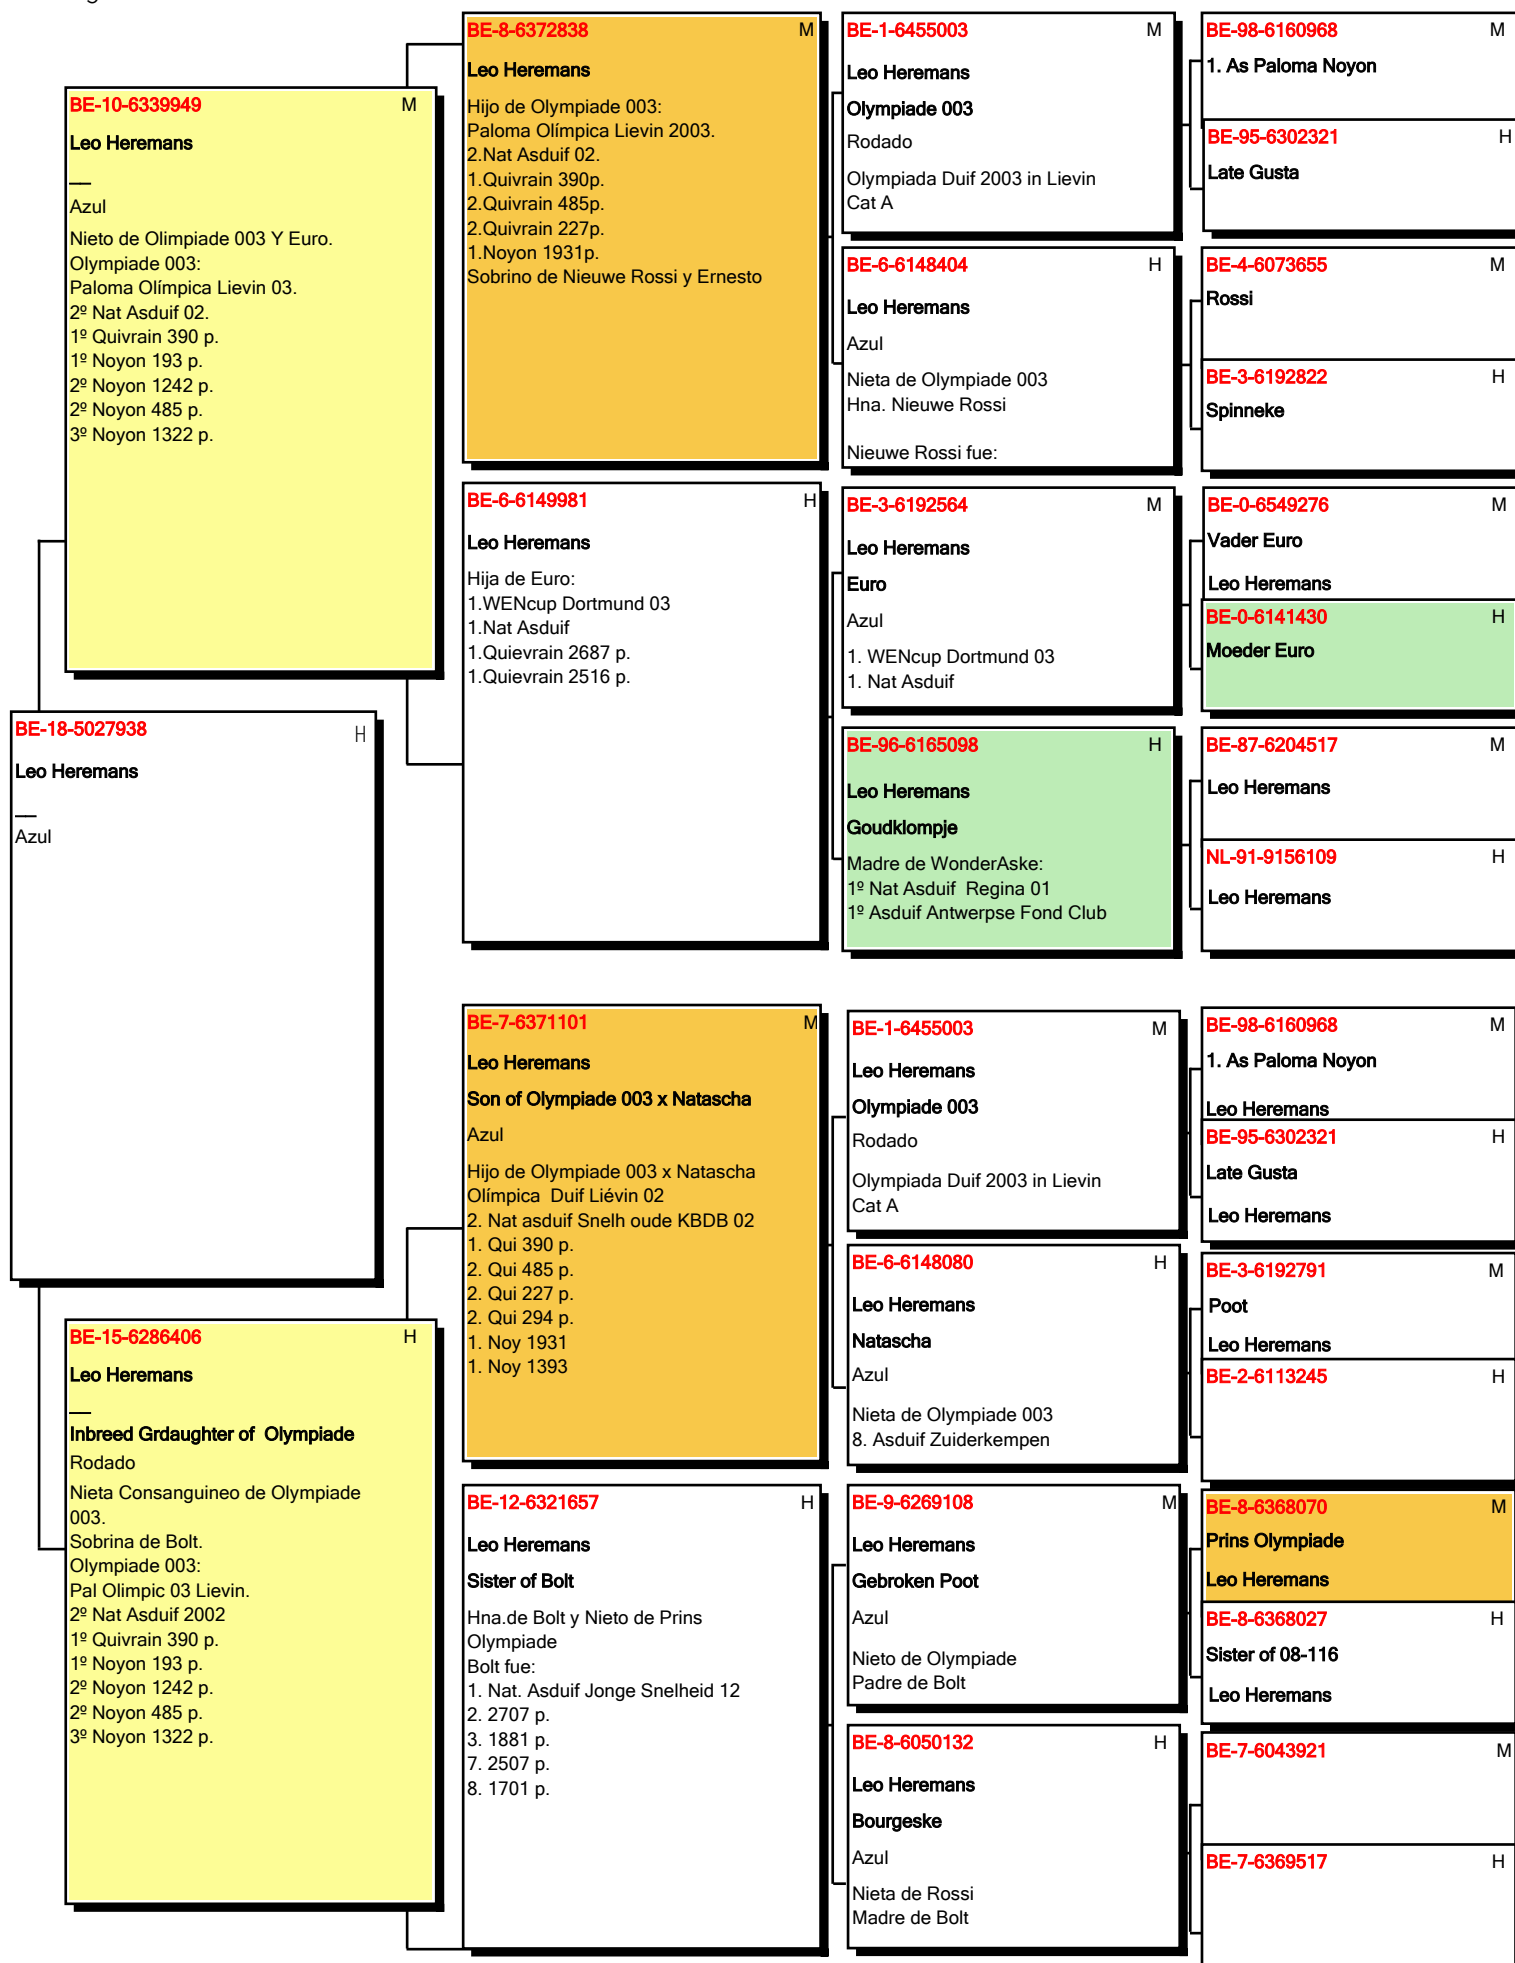 BE-18-5027938 H
Leo Heremans
__
Azul
BE-10-6339949 M
Leo Heremans
__
Azul
Nieto de Olimpiade 003 Y Euro.
Olympiade 003:
Paloma Olímpica Lievin 03.
2º Nat Asduif 02.
1º Quivrain 390 p.
1º Noyon 193 p.
2º Noyon 1242 p.
2º Noyon 485 p.
3º Noyon 1322 p.
BE-15-6286406 H
Leo Heremans
__
Inbreed Grdaughter of Olympiade
Rodado
Nieta Consanguineo de Olympiade
003.
Sobrina de Bolt.
Olympiade 003:
Pal Olimpic 03 Lievin.
2º Nat Asduif 2002
1º Quivrain 390 p.
1º Noyon 193 p.
2º Noyon 1242 p.
2º Noyon 485 p.
3º Noyon 1322 p.
BE-8-6372838 M
Leo Heremans
Hijo de Olympiade 003:
Paloma Olímpica Lievin 2003.
2.Nat Asduif 02.
1.Quivrain 390p.
2.Quivrain 485p.
2.Quivrain 227p.
1.Noyon 1931p.
Sobrino de Nieuwe Rossi y Ernesto
BE-6-6149981 H
Leo Heremans
Hija de Euro:
1.WENcup Dortmund 03
1.Nat Asduif
1.Quievrain 2687 p.
1.Quievrain 2516 p.
BE-7-6371101 M
Leo Heremans
Son of Olympiade 003 x Natascha
Azul
Hijo de Olympiade 003 x Natascha
Olímpica Duif Liévin 02
2. Nat asduif Snelh oude KBDB 02
1. Qui 390 p.
2. Qui 485 p.
2. Qui 227 p.
2. Qui 294 p.
1. Noy 1931
1. Noy 1393
BE-12-6321657 H
Leo Heremans
Sister of Bolt
Hna.de Bolt y Nieto de Prins
Olympiade
Bolt fue:
1. Nat. Asduif Jonge Snelheid 12
2. 2707 p.
3. 1881 p.
7. 2507 p.
8. 1701 p.
BE-1-6455003 M
Leo Heremans
Olympiade 003
Rodado
Olympiada Duif 2003 in Lievin
Cat A
BE-6-6148404 H
Leo Heremans
Azul
Nieta de Olympiade 003
Hna. Nieuwe Rossi
Nieuwe Rossi fue:
BE-3-6192564 M
Leo Heremans
Euro
Azul
1. WENcup Dortmund 03
1. Nat Asduif
BE-96-6165098 H
Leo Heremans
Goudklompje
Madre de WonderAske:
1º Nat Asduif Regina 01
1º Asduif Antwerpse Fond Club
BE-1-6455003 M
Leo Heremans
Olympiade 003
Rodado
Olympiada Duif 2003 in Lievin
Cat A
BE-6-6148080 H
Leo Heremans
Natascha
Azul
Nieta de Olympiade 003
8. Asduif Zuiderkempen
BE-9-6269108 M
Leo Heremans
Gebroken Poot
Azul
Nieto de Olympiade
Padre de Bolt
BE-8-6050132 H
Leo Heremans
Bourgeske
Azul
Nieta de Rossi
Madre de Bolt
BE-98-6160968 M
1. As Paloma Noyon
BE-95-6302321 H
Late Gusta
BE-4-6073655 M
Rossi
BE-3-6192822 H
Spinneke
BE-0-6549276 M
Vader Euro
Leo Heremans
BE-0-6141430 H
Moeder Euro
BE-87-6204517 M
Leo Heremans
NL-91-9156109 H
Leo Heremans
BE-98-6160968 M
1. As Paloma Noyon
Leo Heremans
BE-95-6302321 H
Late Gusta
Leo Heremans
BE-3-6192791 M
Poot
Leo Heremans
BE-2-6113245 H
BE-8-6368070 M
Prins Olympiade
Leo Heremans
BE-8-6368027 H
Sister of 08-116
Leo Heremans
BE-7-6043921 M
BE-7-6369517 H